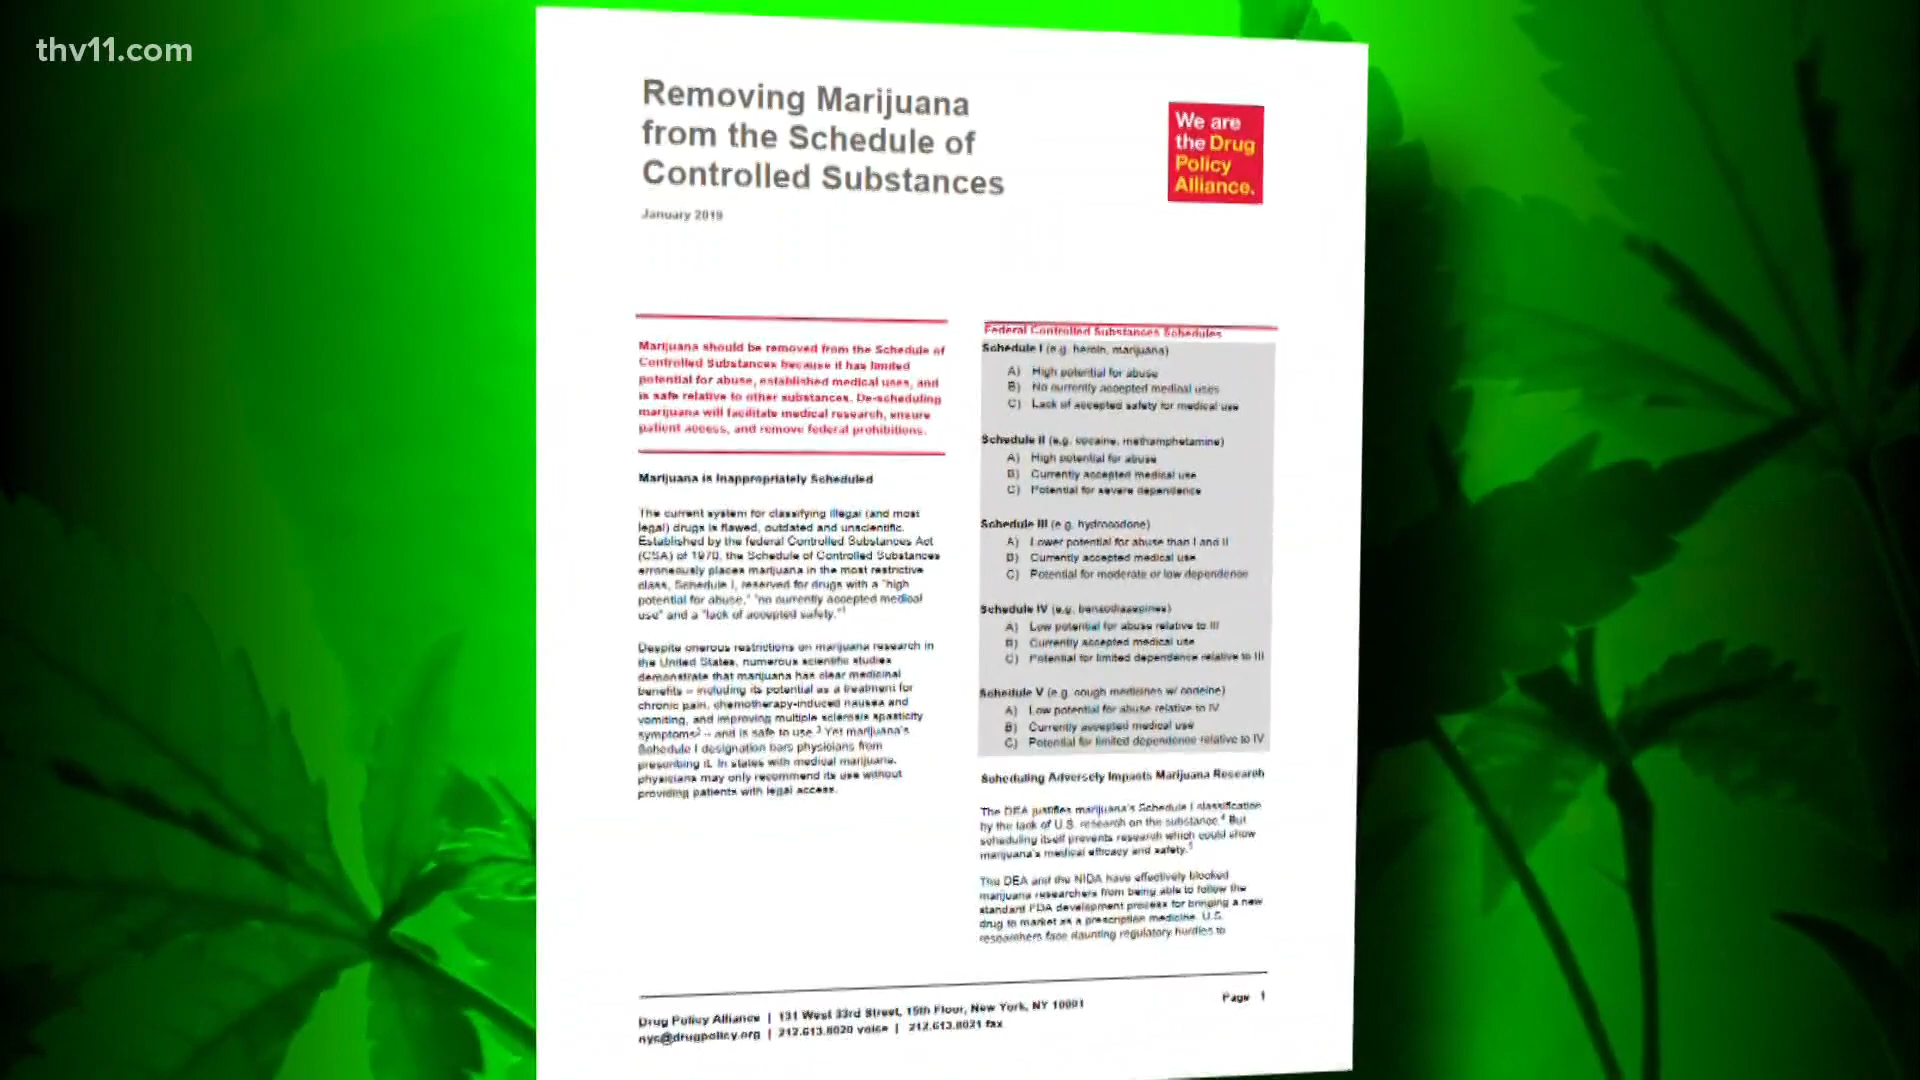 thv11.com
Removing Marijuana
from the Schedule of
Controlled Substances
January 2019
We are
the Drug
Policy
Alliance.
Marijuana should be removed from the Schedule of
Controlled Substances because it has limited
potential for abuse, established medical uses, and
is safe relative to other substances. De-scheduling
marijuana will facilitate medical research, ensure
patient access, and remove federal prohibitions.
Marijuana is Inappropriately Scheduled
The current system for classifying illegal (and most
legal) drugs is flawed, outdated and unscientific.
Established by the federal Controlled Substances Act
(CSA) of 1970, the Schedule of Controlled Substances
erroneously places marijuana in the most restrictive
class, Schedule I, reserved for drugs with a "high
potential for abuse," "no currently accepted medical
use" and a "lack of accepted safety."1
Despite onerous restrictions on marijuana research in
the United States, numerous scientific studies
demonstrate that marijuana has clear medicinal
benefits – including its potential as a treatment for
chronic pain, chemotherapy-induced nausea and
vomiting, and improving multiple sclerosis spasticity
symptoms2 – and is safe to use.3 Yet marijuana's
Schedule I designation bars physicians from
prescribing it. In states with medical marijuana,
physicians may only recommend its use without
providing patients with legal access.
Federal Controlled Substances Schedules
Schedule I (e.g. heroin, marijuana)
A) High potential for abuse
B) No currently accepted medical uses
C) Lack of accepted safety for medical use
Schedule II (e.g. cocaine, methamphetamine)
A) High potential for abuse
B) Currently accepted medical use
C) Potential for severe dependence
Schedule III (e.g. hydrocodone)
A) Lower potential for abuse than I and II
B) Currently accepted medical use
C) Potential for moderate or low dependence
Schedule IV (e.g. benzodiazepines)
A) Low potential for abuse relative to III
B) Currently accepted medical use
C) Potential for limited dependence relative to III
Schedule V (e.g. cough medicines w/ codeine)
A) Low potential for abuse relative to IV
B) Currently accepted medical use
C) Potential for limited dependence relative to IV
Scheduling Adversely Impacts Marijuana Research
The DEA justifies marijuana's Schedule I classification
by the lack of U.S. research on the substance.4 But
scheduling itself prevents research which could show
marijuana's medical efficacy and safety.5
The DEA and the NIDA have effectively blocked
marijuana researchers from being able to follow the
standard FDA development process for bringing a new
drug to market as a prescription medicine. U.S.
researchers face daunting regulatory hurdles to
Drug Policy Alliance | 131 West 33rd Street, 15th Floor, New York, NY 10001
nyc@drugpolicy.org | 212.613.8020 voice | 212.613.8021 fax
Page 1